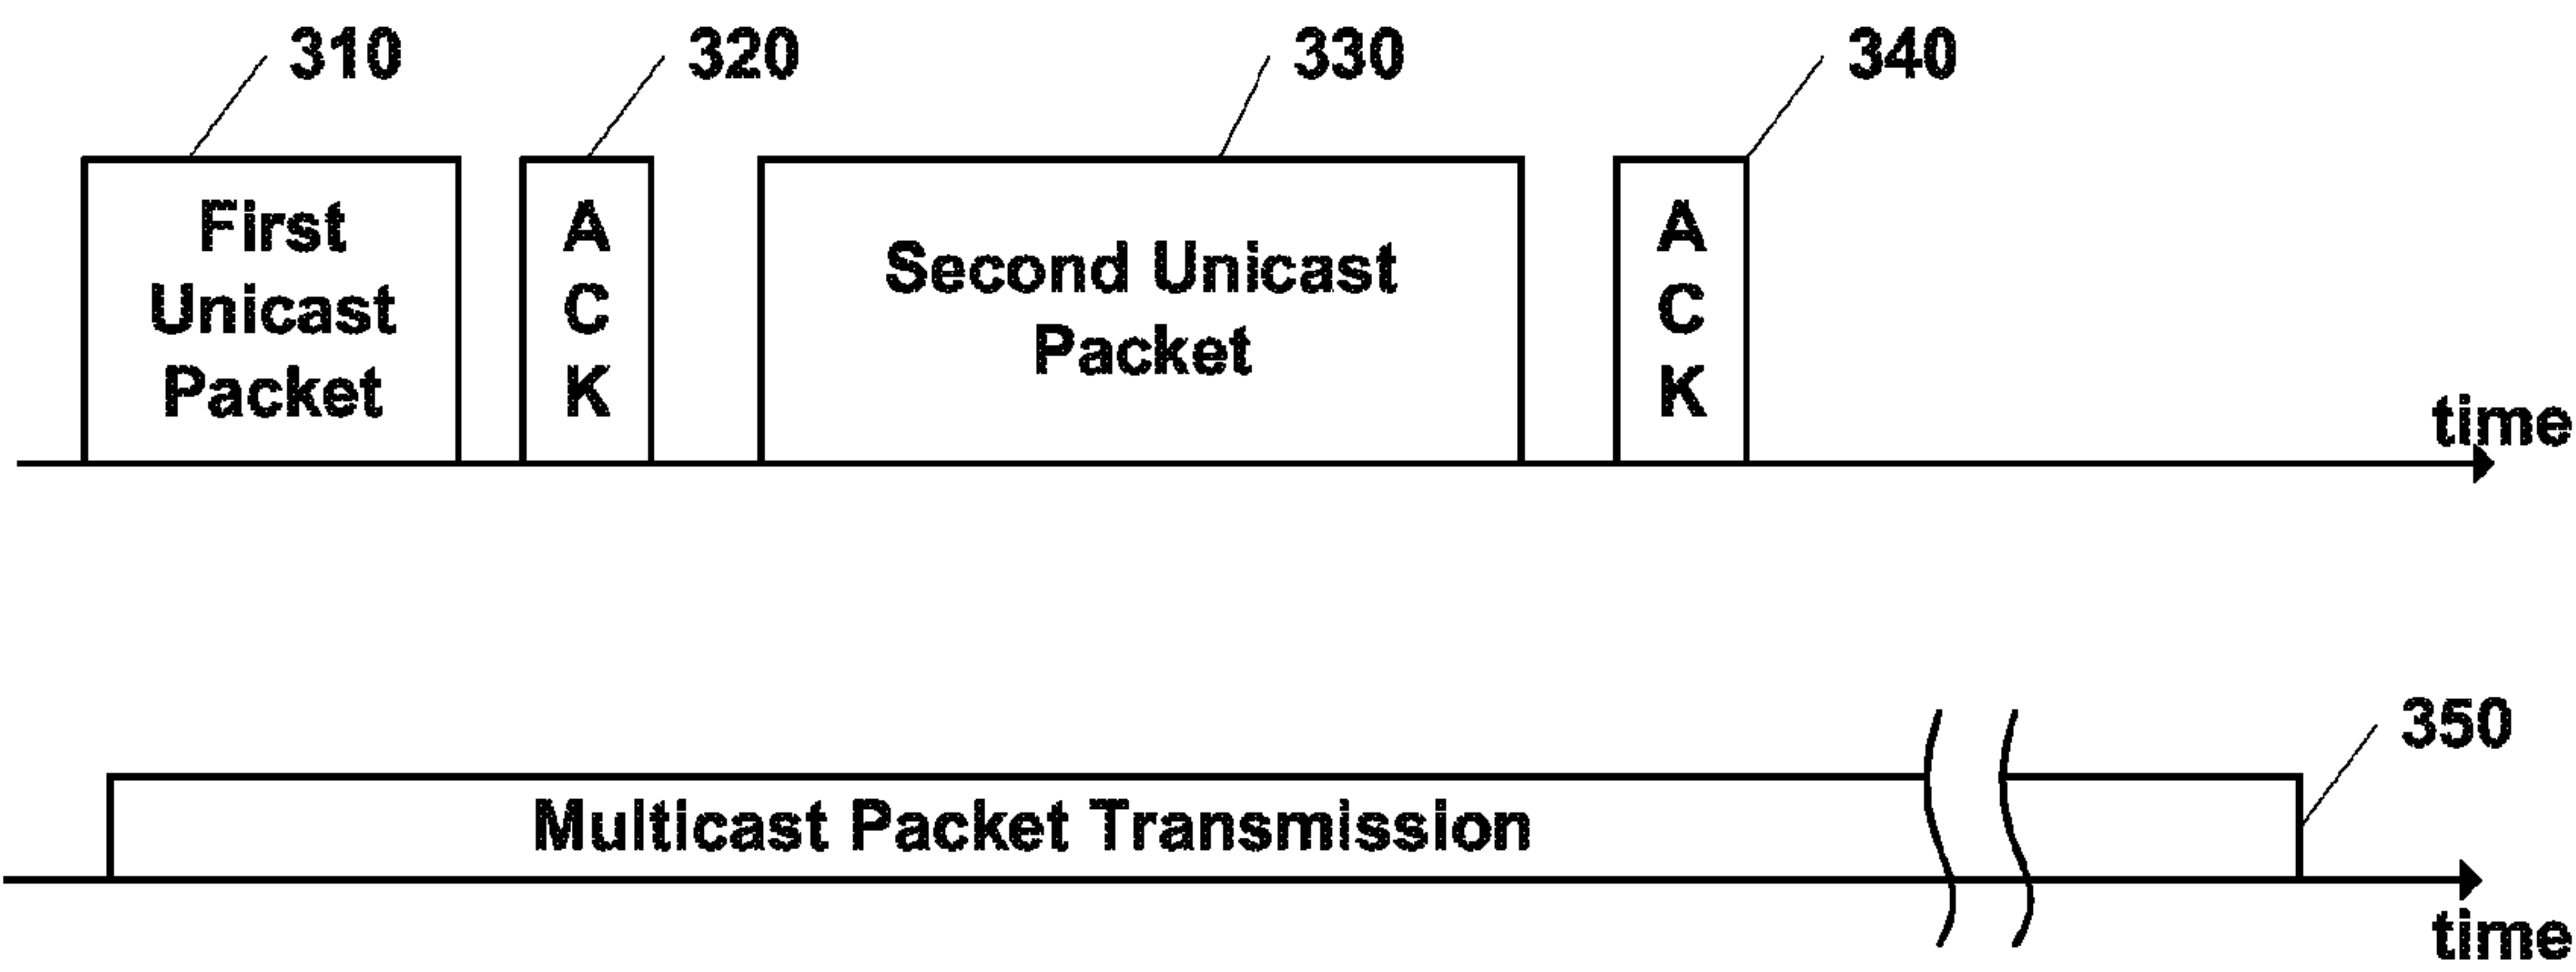 310
320
330
340
First
Unicast
Packet
A
C
K
Second Unicast
Packet
A
C
K
time
350
Multicast Packet Transmission
time